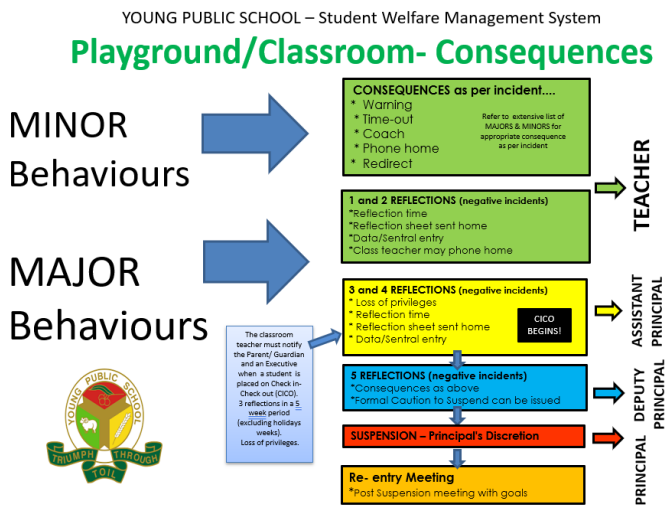 YOUNG PUBLIC SCHOOL – Student Welfare Management System
Playground/Classroom- Consequences
MINOR
Behaviours
CONSEQUENCES as per incident....
* Warning
* Time-out
* Coach
* Phone home
* Redirect
Refer to extensive list of
MAJORS & MINORS for
appropriate consequence
as per incident
1 and 2 REFLECTIONS (negative incidents)
*Reflection time
*Reflection sheet sent home
*Data/Sentral entry
*Class teacher may phone home
TEACHER
MAJOR
Behaviours
3 and 4 REFLECTIONS (negative incidents)
* Loss of privileges
* Reflection time
* Reflection sheet sent home
* Data/Sentral entry
CICO
BEGINS!
ASSISTANT
PRINCIPAL
The classroom
teacher must notify
the Parent/ Guardian
and an Executive
when a student is
placed on Check in-
Check out (CICO).
3 reflections in a 5
week period
(excluding holidays
weeks).
Loss of privileges.
5 REFLECTIONS (negative incidents)
*Consequences as above
*Formal Caution to Suspend can be issued
DEPUTY
PRINCIPAL
SUSPENSION – Principal's Discretion
PRINCIPAL
Re- entry Meeting
*Post Suspension meeting with goals
YOUNG PUBLIC SCHOOL
TRIUMPH THROUGH
TOIL